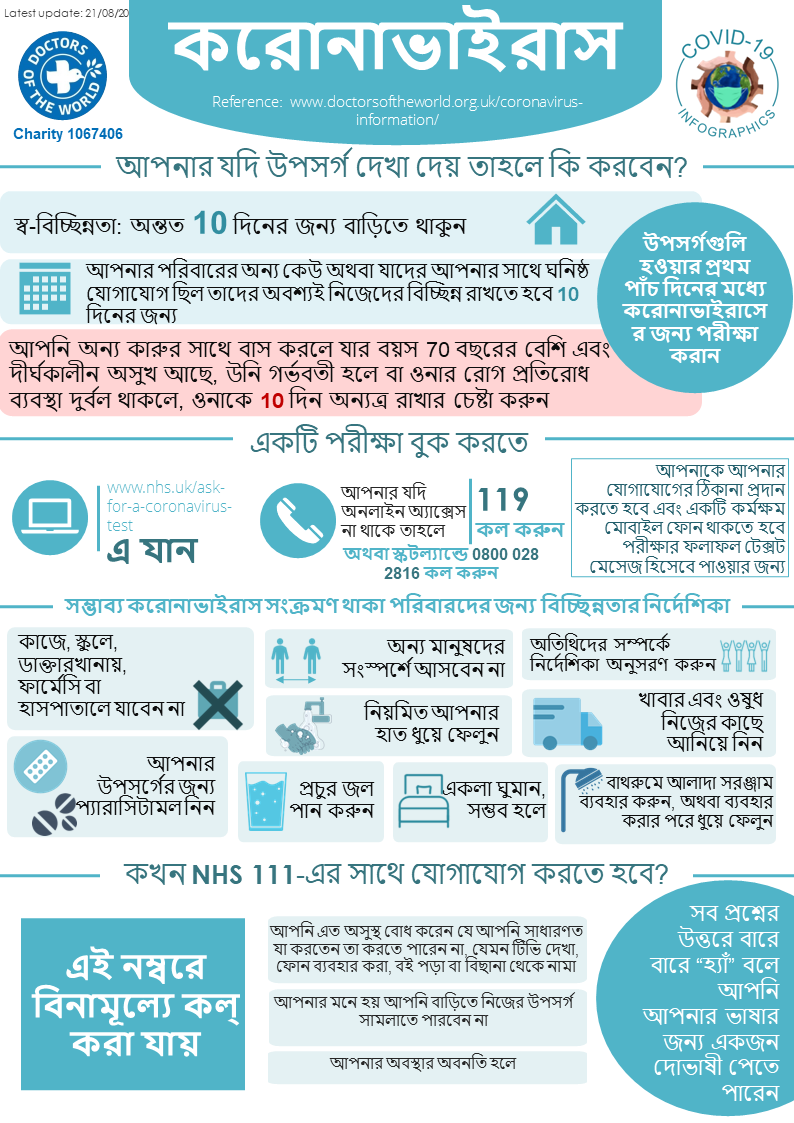 Latest update: 21/08/20
করোনাভাইরাস
Reference: www.doctorsoftheworld.org.uk/coronavirus-
information/
DOCTORS OF THE WORLD
Charity 1067406
COVID-19
INFOGRAPHICS
আপনার যদি উপসর্গ দেখা দেয় তাহলে কি করবেন?
স্ব-বিচ্ছিন্নতা: অন্তত 10 দিনের জন্য বাড়িতে থাকুন
আপনার পরিবারের অন্য কেউ অথবা যাদের আপনার সাথে ঘনিষ্ঠ
যোগাযোগ ছিল তাদের অবশ্যই নিজেদের বিচ্ছিন্ন রাখতে হবে 10
দিনের জন্য
উপসর্গগুলি
হওয়ার প্রথম
পাঁচ দিনের মধ্যে
করোনাভাইরাসে
র জন্য পরীক্ষা
করান
আপনি অন্য কারুর সাথে বাস করলে যার বয়স 70 বছরের বেশি এবং
দীর্ঘকালীন অসুখ আছে, উনি গর্ভবতী হলে বা ওনার রোগ প্রতিরোধ
ব্যবস্থা দুর্বল থাকলে, ওনাকে 10 দিন অন্যত্র রাখার চেষ্টা করুন
একটি পরীক্ষা বুক করতে
www.nhs.uk/ask-
for-a-coronavirus-
test
এ যান
আপনার যদি
অনলাইন অ্যাক্সেস
না থাকে তাহলে
119
কল করুন
অথবা স্কটল্যান্ডে 0800 028
2816 কল করুন
আপনাকে আপনার
যোগাযোগের ঠিকানা প্রদান
করতে হবে এবং একটি কর্মক্ষম
মোবাইল ফোন থাকতে হবে
পরীক্ষার ফলাফল টেক্সট
মেসেজ হিসেবে পাওয়ার জন্য
সম্ভাব্য করোনাভাইরাস সংক্রমণ থাকা পরিবারদের জন্য বিচ্ছিন্নতার নির্দেশিকা
কাজে, স্কুলে,
ডাক্তারখানায়,
ফার্মেসি বা
হাসপাতালে যাবেন না
অন্য মানুষদের
সংস্পর্শে আসবেন না
অতিথিদের সম্পর্কে
নির্দেশিকা অনুসরণ করুন
নিয়মিত আপনার
হাত ধুয়ে ফেলুন
খাবার এবং ওষুধ
নিজের কাছে
আনিয়ে নিন
আপনার
উপসর্গের জন্য
প্যারাসিটামল নিন
প্রচুর জল
পান করুন
একলা ঘুমান,
সম্ভব হলে
বাথরুমে আলাদা সরঞ্জাম
ব্যবহার করুন, অথবা ব্যবহার
করার পরে ধুয়ে ফেলুন
কখন NHS 111-এর সাথে যোগাযোগ করতে হবে?
এই নম্বরে
বিনামূল্যে কল্
করা যায়
আপনি এত অসুস্থ বোধ করেন যে আপনি সাধারণত
যা করতেন তা করতে পারেন না, যেমন টিভি দেখা,
ফোন ব্যবহার করা, বই পড়া বা বিছানা থেকে নামা
আপনার মনে হয় আপনি বাড়িতে নিজের উপসর্গ
সামলাতে পারবেন না
আপনার অবস্থার অবনতি হলে
সব প্রশ্নের
উত্তরে বারে
বারে “হ্যাঁ” বলে
আপনি
আপনার ভাষার
জন্য একজন
দোভাষী পেতে
পারেন